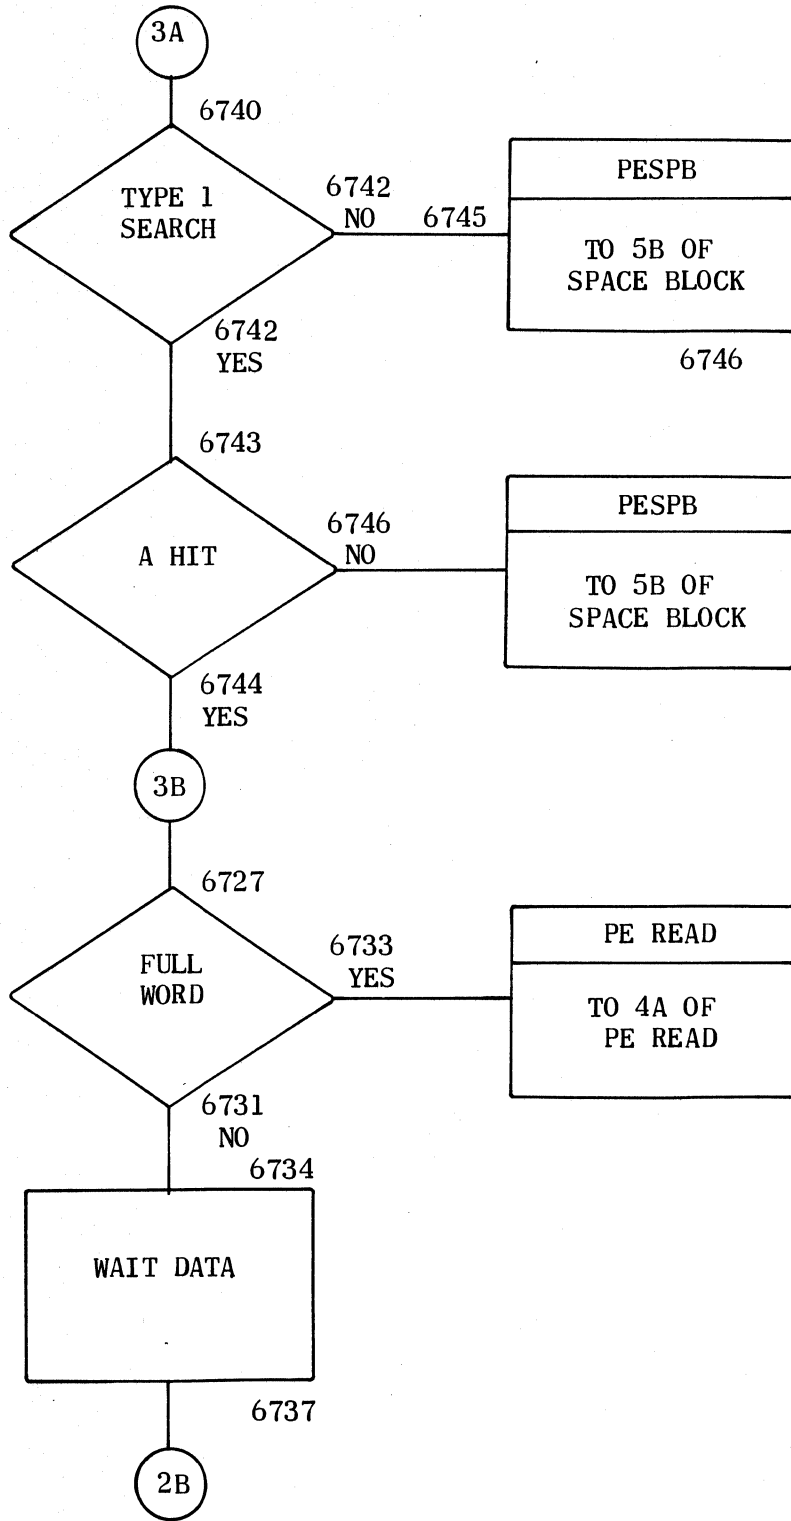 3A
6740
TYPE 1
SEARCH
6742
NO
6745
PESPB
TO 5B OF
SPACE BLOCK
6746
6742
YES
6743
A HIT
6746
NO
PESPB
TO 5B OF
SPACE BLOCK
6744
YES
3B
6727
FULL
WORD
6733
YES
PE READ
TO 4A OF
PE READ
6731
NO
6734
WAIT DATA
6737
2B